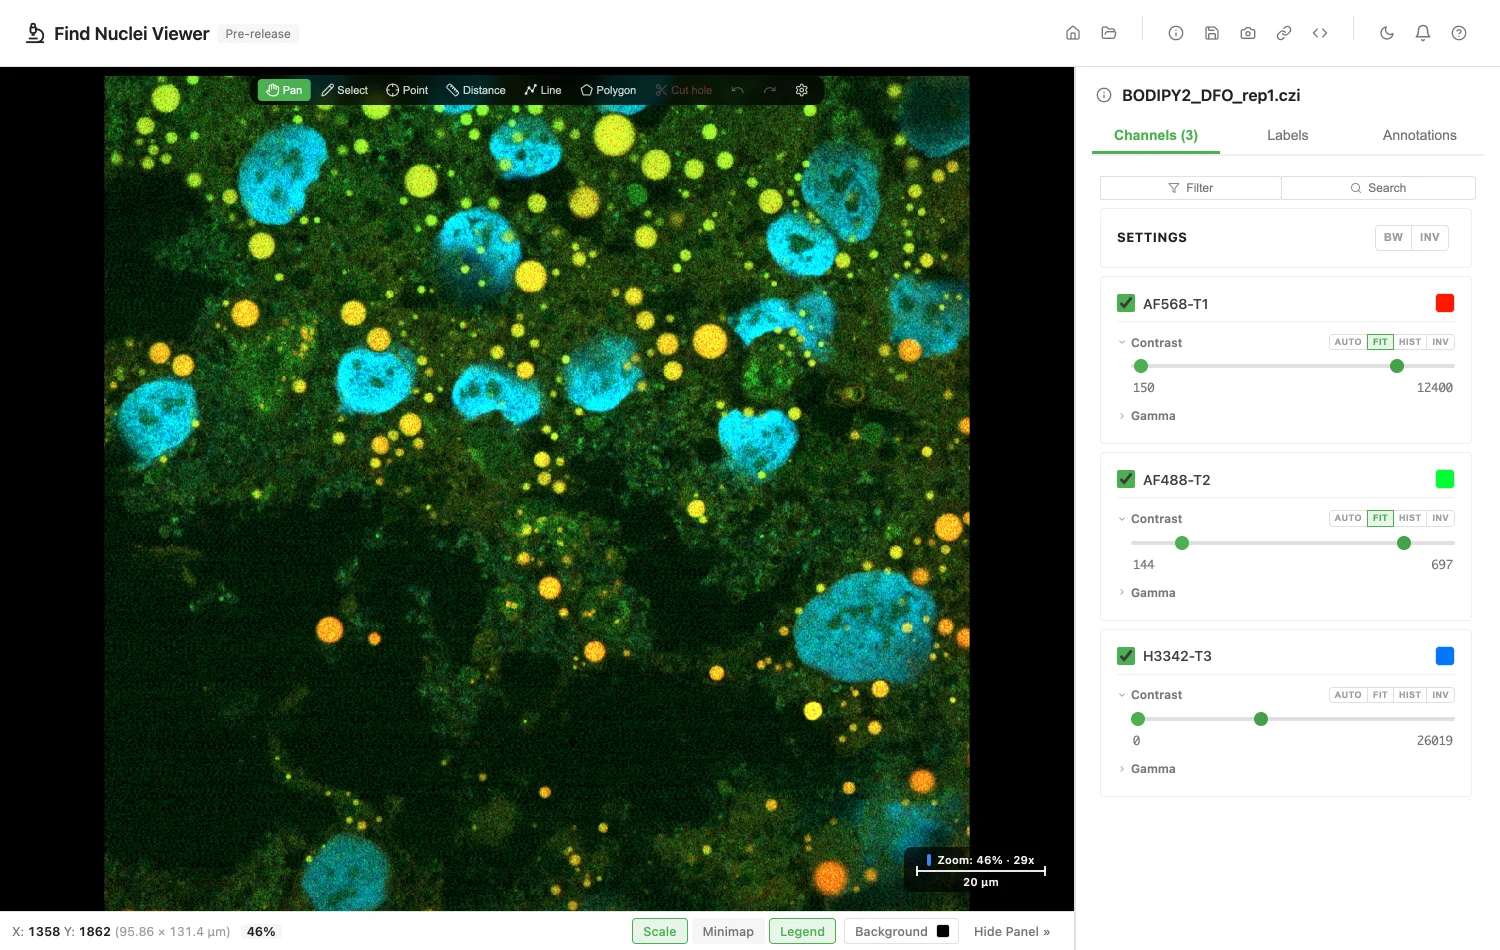 Find Nuclei Viewer Pre-release
Pan Select Point Distance Line Polygon Cut hole
Zoom: 46% · 29x
20 µm
X: 1358 Y: 1862 (95.86 × 131.4 µm) 46%
Scale Minimap Legend Background Hide Panel »
BODIPY2_DFO_rep1.czi
Channels (3) Labels Annotations
Filter Search
SETTINGS BW INV
AF568-T1
Contrast AUTO FIT HIST INV
150 12400
Gamma
AF488-T2
Contrast AUTO FIT HIST INV
144 697
Gamma
H3342-T3
Contrast AUTO FIT HIST INV
0 26019
Gamma